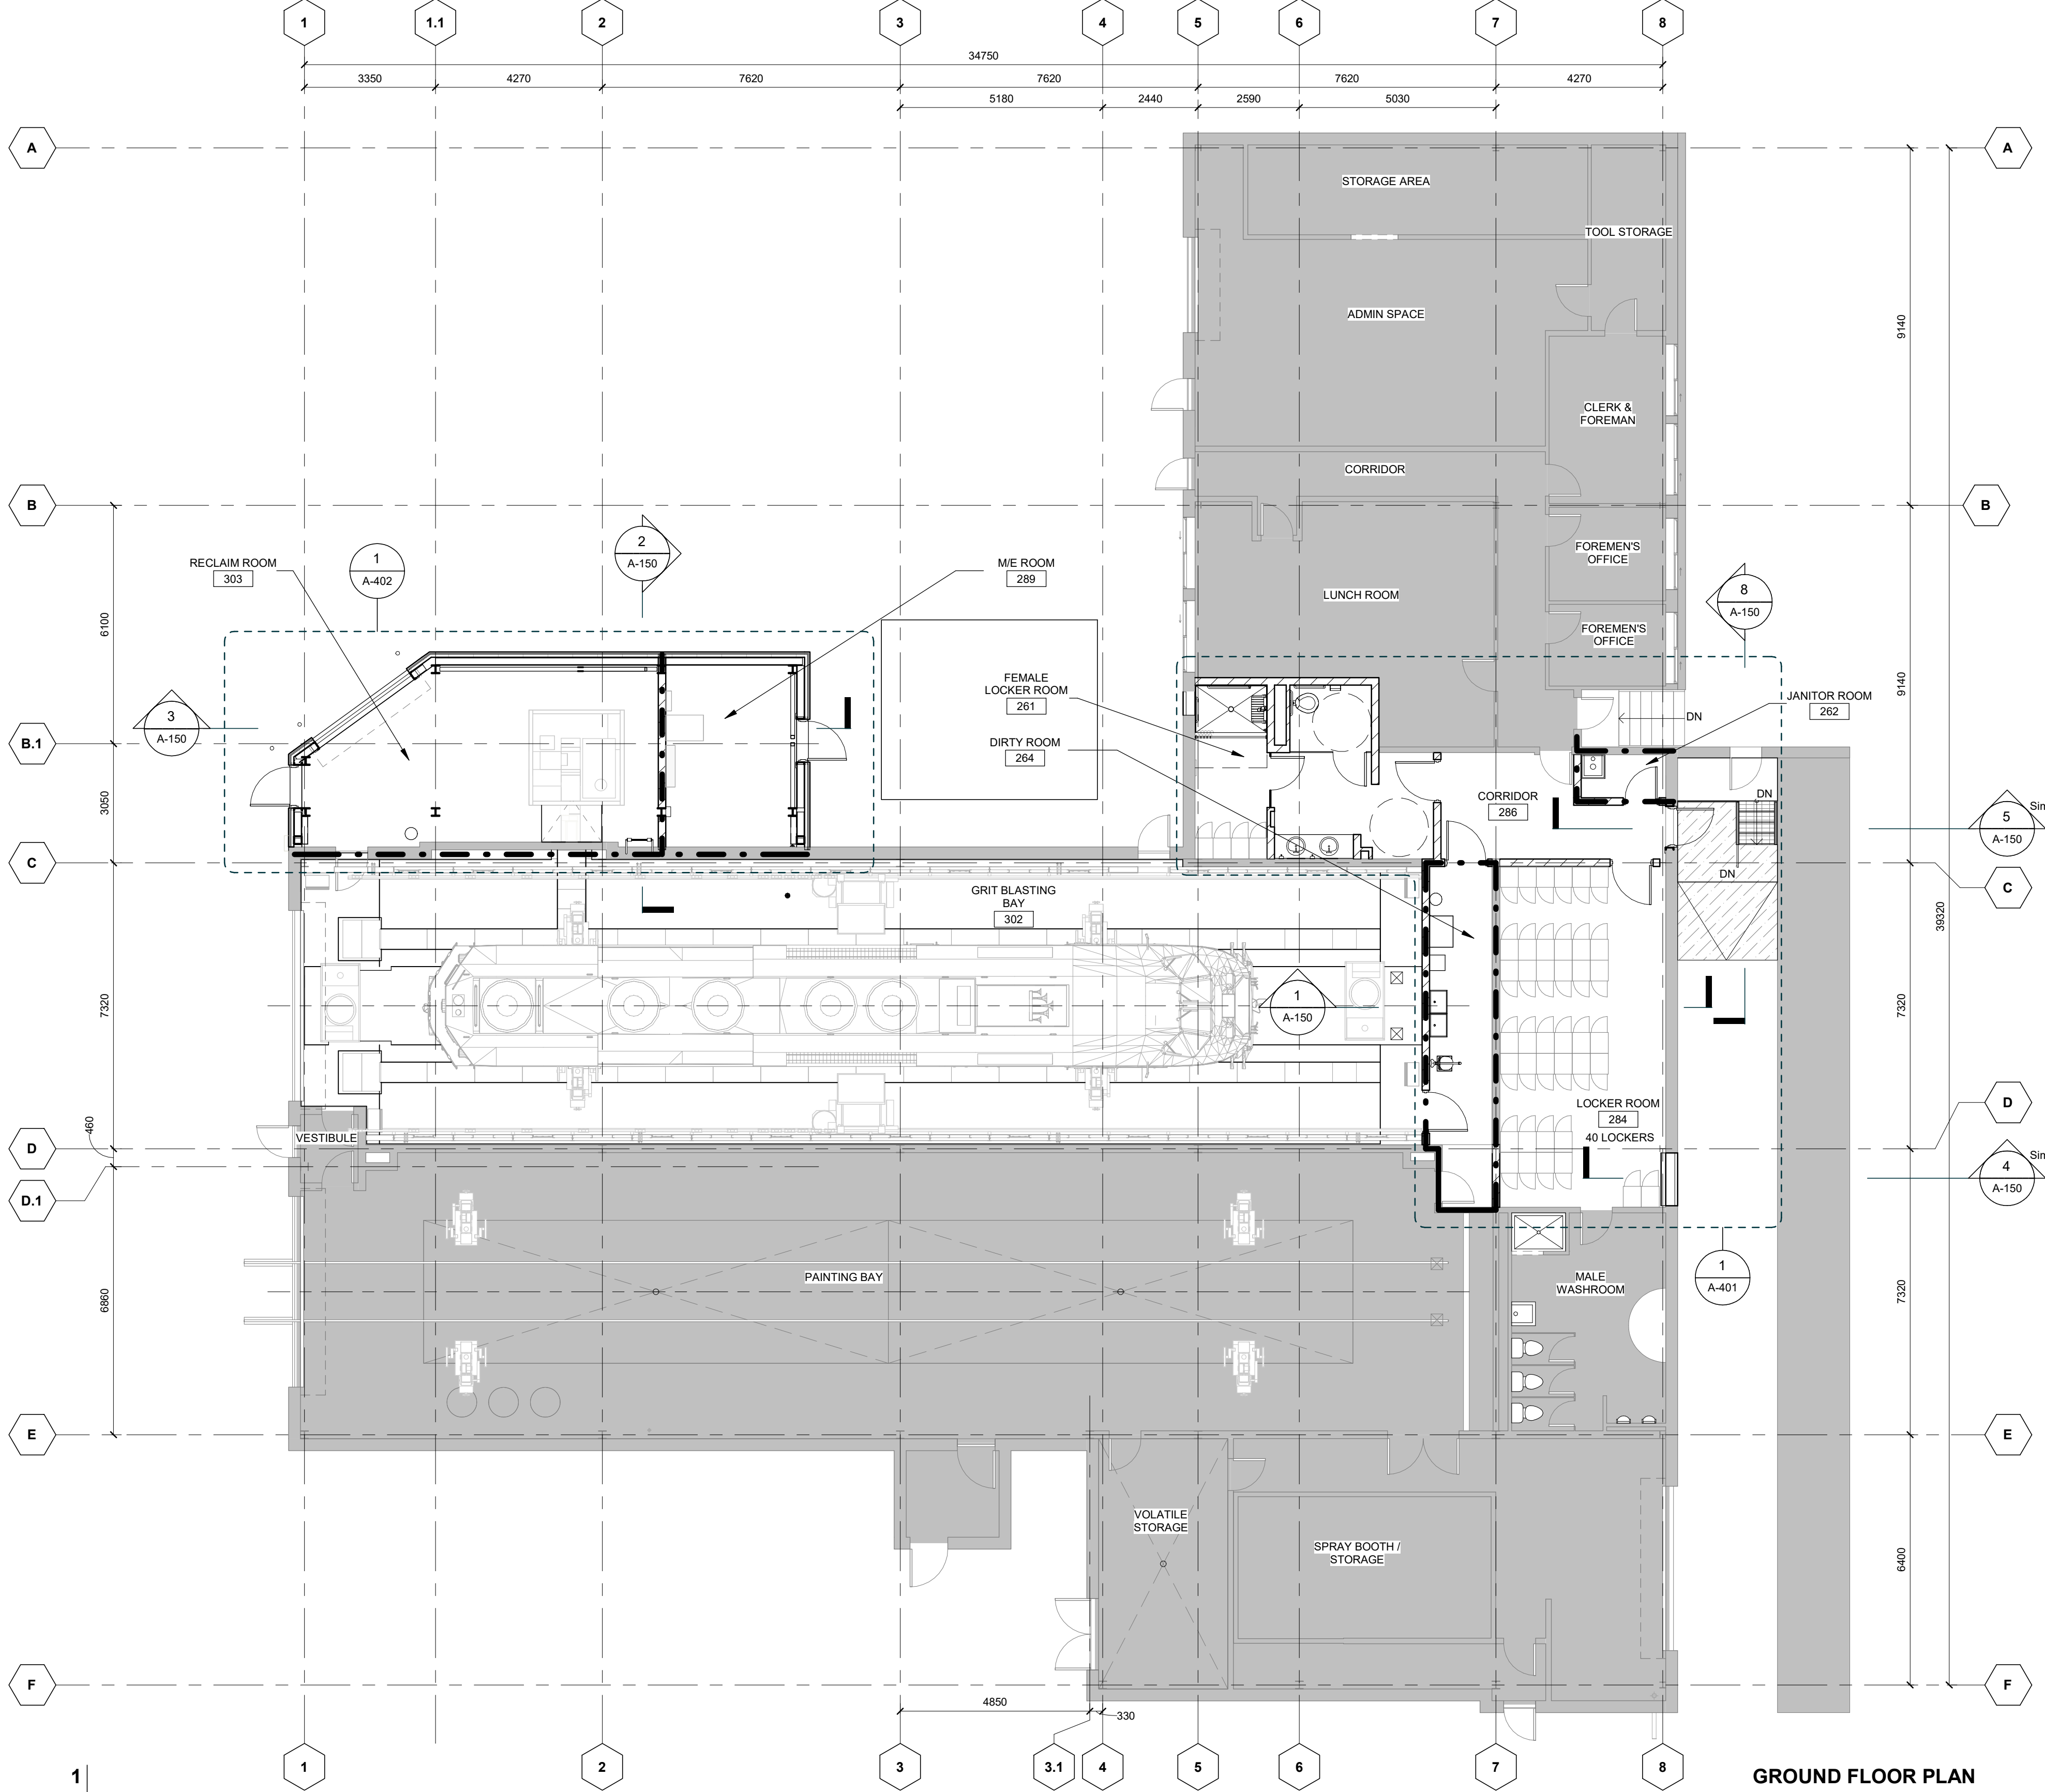 1 1.1 2 3 4 5 6 7 8
34750
3350 4270 7620 7620 7620 4270
5180 2440 2590 5030
A A
STORAGE AREA
TOOL STORAGE
ADMIN SPACE
9140
CLERK &
FOREMAN
CORRIDOR
B B
FOREMEN'S
OFFICE
LUNCH ROOM
FOREMEN'S
OFFICE
RECLAIM ROOM
303
1
A-402
2
A-150
M/E ROOM
289
8
A-150
6100
FEMALE
LOCKER ROOM
261
9140
JANITOR ROOM
262
DN
3
A-150
B.1
DIRTY ROOM
264
CORRIDOR
286
DN
3050
5
A-150
Sim
C C
DN
GRIT BLASTING
BAY
302
39320
7320 7320
1
A-150
LOCKER ROOM
284
40 LOCKERS
D D
460
VESTIBULE
D.1
4
A-150
Sim
PAINTING BAY
MALE
WASHROOM
1
A-401
6860 7320
E E
VOLATILE
STORAGE
SPRAY BOOTH /
STORAGE
6400
F F
4850
330
1 2 3 3.1 4 5 6 7 8
1
GROUND FLOOR PLAN